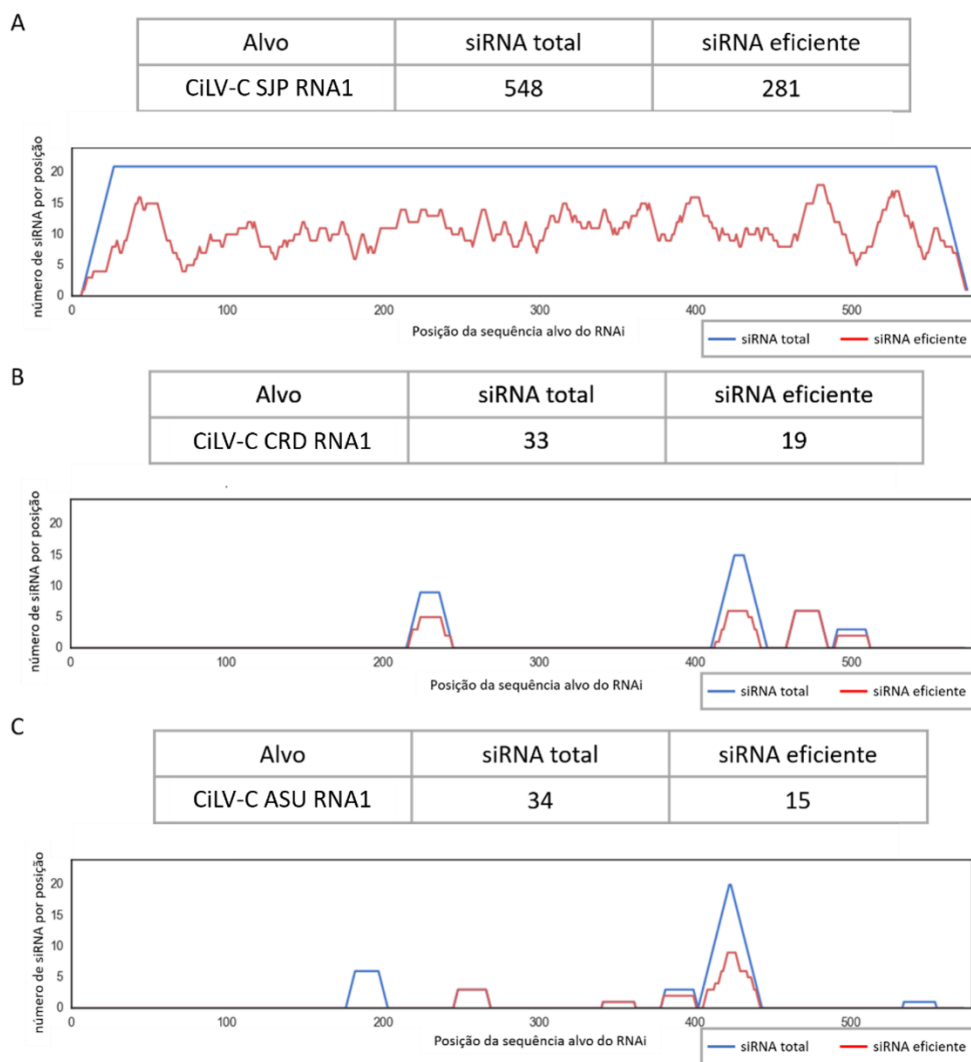 A
Alvo siRNA total siRNA eficiente
CiLV-C SJP RNA1 548 281
número de siRNA por posição
20
15
10
5
0
0 100 200 300 400 500
Posição da sequência alvo do RNAi
siRNA total siRNA eficiente
B
Alvo siRNA total siRNA eficiente
CiLV-C CRD RNA1 33 19
número de siRNA por posição
20
15
10
5
0
0 100 200 300 400 500
Posição da sequência alvo do RNAi
siRNA total siRNA eficiente
C
Alvo siRNA total siRNA eficiente
CiLV-C ASU RNA1 34 15
número de siRNA por posição
20
15
10
5
0
0 100 200 300 400 500
Posição da sequência alvo do RNAi
siRNA total siRNA eficiente